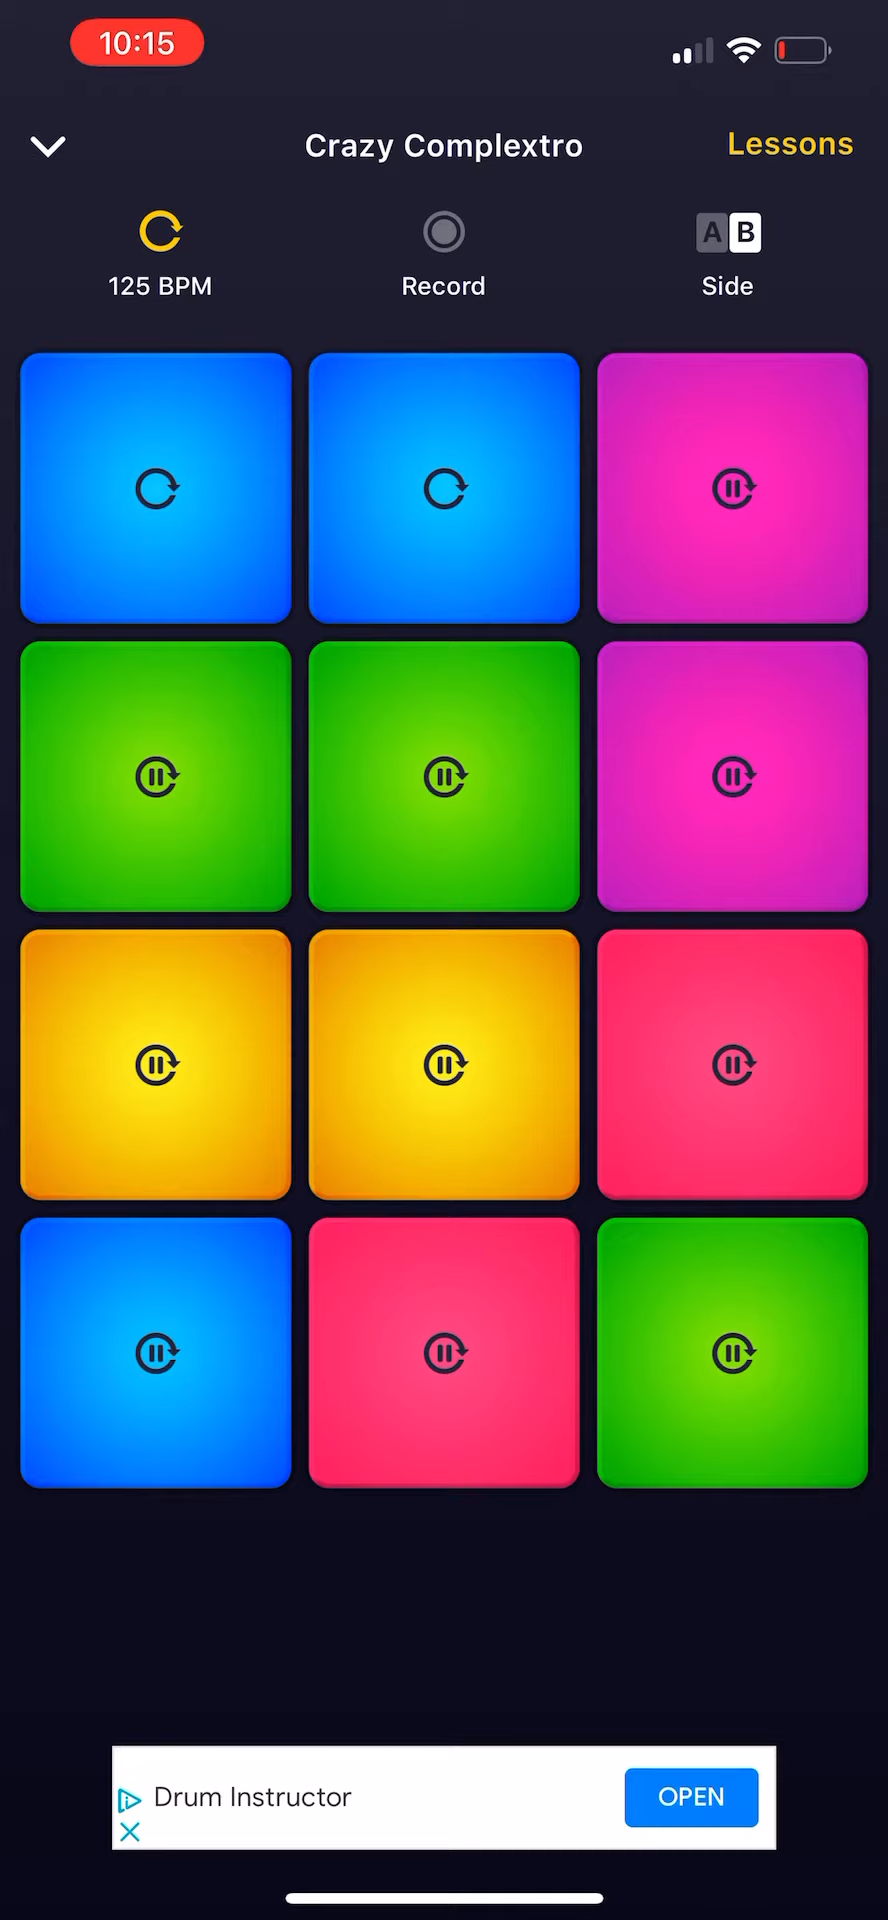 10:15
Crazy Complextro
Lessons
125 BPM
Record
A B
Side
Drum Instructor
OPEN